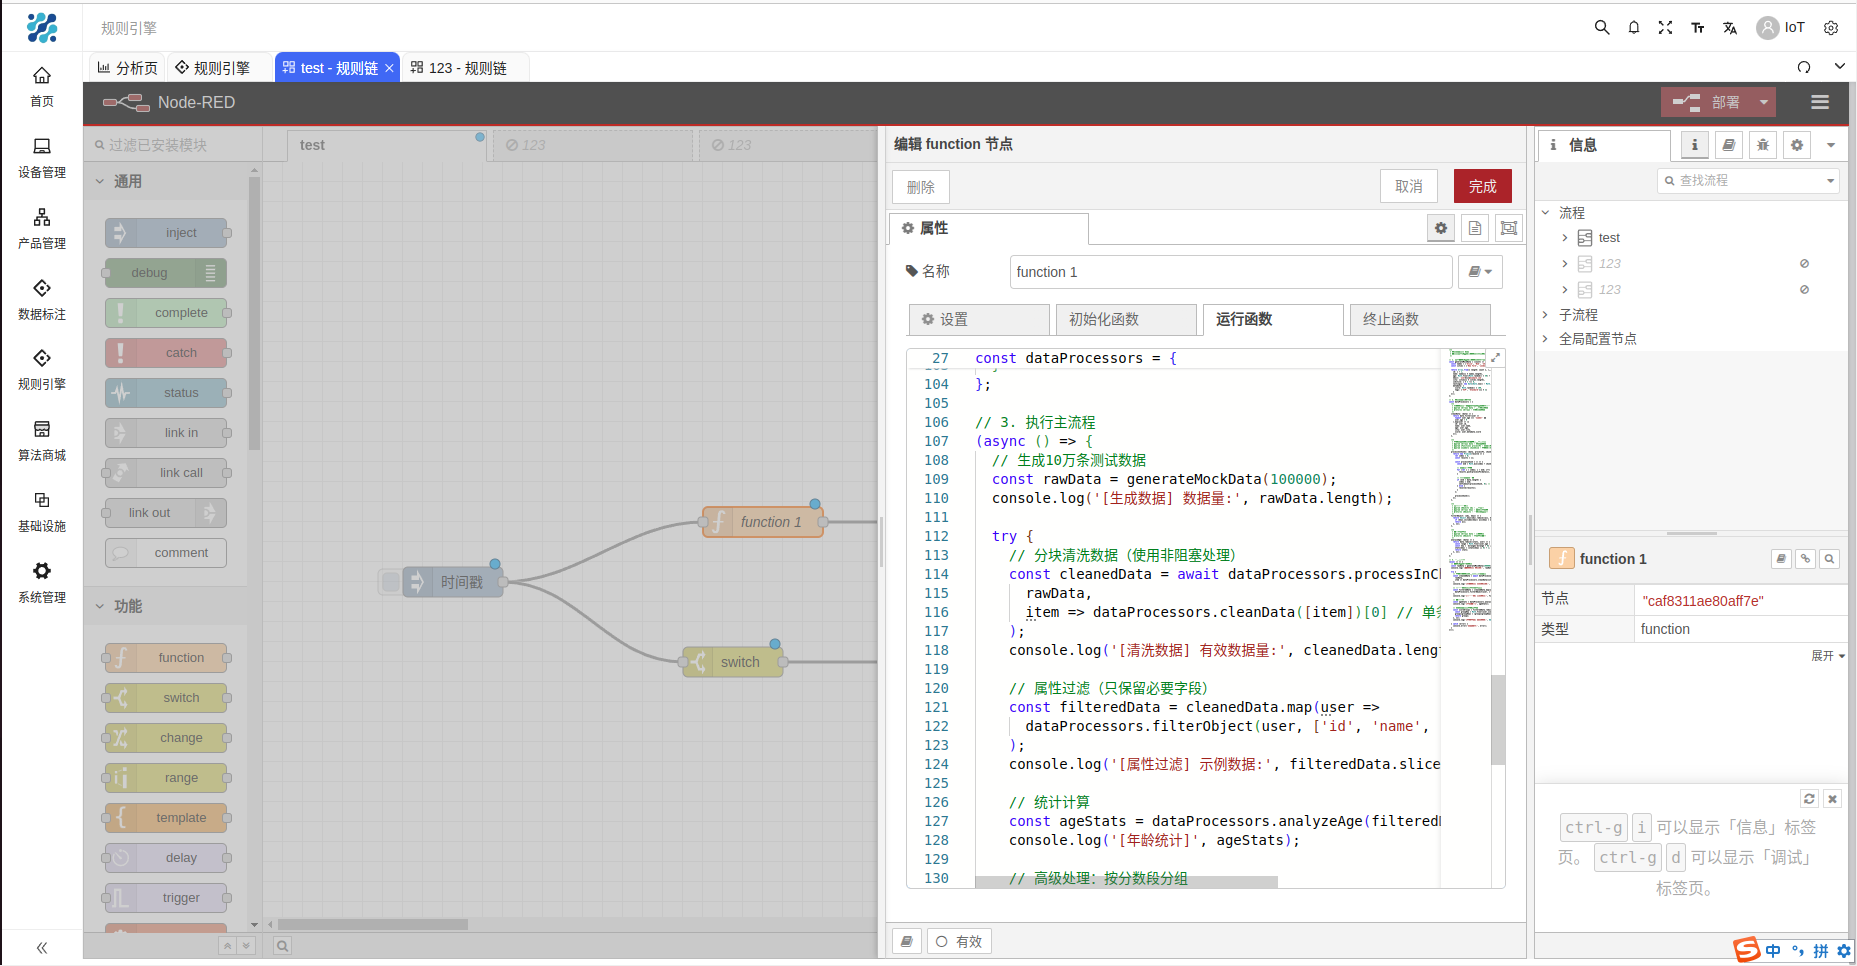 规则引擎
IoT
分析页
规则引擎
test - 规则链
123 - 规则链
首页
设备管理
产品管理
数据标注
规则引擎
算法商城
基础设施
系统管理
Node-RED
部署
过滤已安装模块
通用
inject
debug
complete
catch
status
link in
link call
link out
comment
功能
function
switch
change
range
template
delay
trigger
test
123
123
时间戳
function 1
switch
编辑 function 节点
删除
取消
完成
属性
名称
function 1
设置
初始化函数
运行函数
终止函数
27 const dataProcessors = {
104 };
105
106 // 3. 执行主流程
107 (async () => {
108 // 生成10万条测试数据
109 const rawData = generateMockData(100000);
110 console.log('[生成数据] 数据量:', rawData.length);
111
112 try {
113 // 分块清洗数据（使用非阻塞处理）
114 const cleanedData = await dataProcessors.processInCh
115 rawData,
116 item => dataProcessors.cleanData([item])[0] // 单条
117 );
118 console.log('[清洗数据] 有效数据量:', cleanedData.lengt
119
120 // 属性过滤（只保留必要字段）
121 const filteredData = cleanedData.map(user =>
122 dataProcessors.filterObject(user, ['id', 'name',
123 );
124 console.log('[属性过滤] 示例数据:', filteredData.slice
125
126 // 统计计算
127 const ageStats = dataProcessors.analyzeAge(filteredD
128 console.log('[年龄统计]', ageStats);
129
130 // 高级处理：按分数段分组
有效
信息
查找流程
流程
test
123
123
子流程
全局配置节点
function 1
节点 "caf8311ae80aff7e"
类型 function
展开
ctrl-g i 可以显示「信息」标签
页。 ctrl-g d 可以显示「调试」
标签页。
中 °, 拼